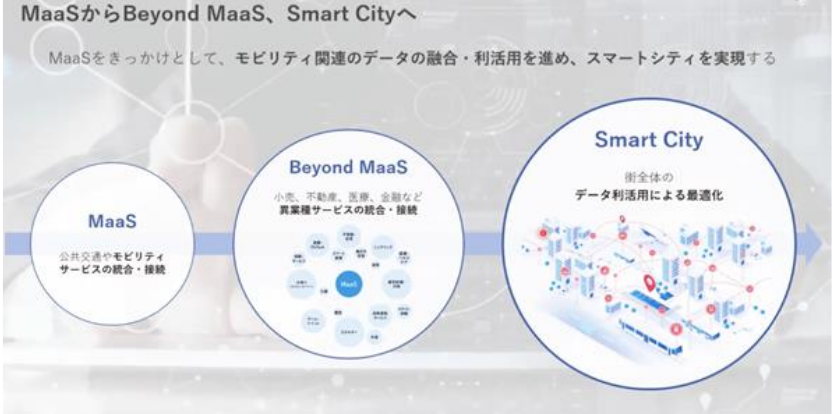 MaaSからBeyond MaaS、Smart Cityへ
MaaSをきっかけとして、モビリティ関連のデータの融合・利活用を進め、スマートシティを実現する
MaaS
公共交通やモビリティ
サービスの統合・接続
Beyond MaaS
小売、不動産、医療、金融など
異業種サービスの統合・接続
MaaS
エネルギー
Smart City
街全体の
データ利活用による最適化